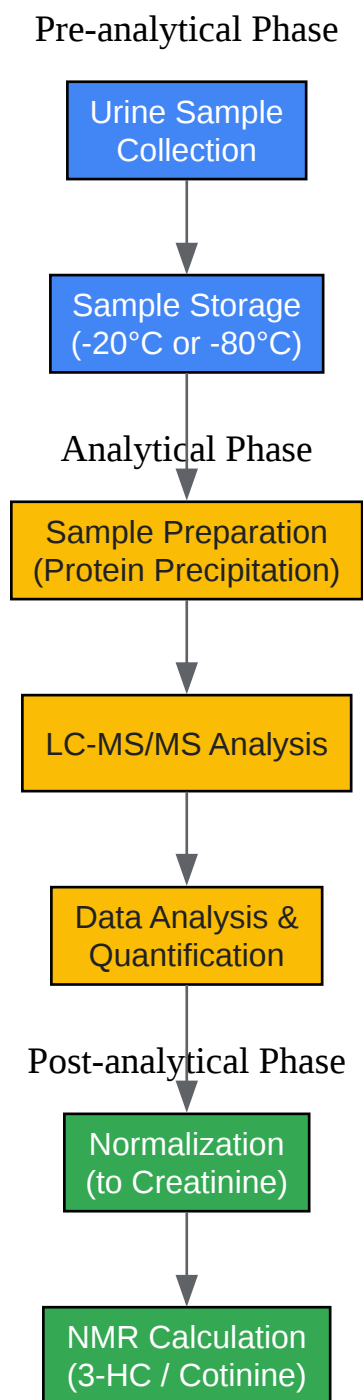 Pre-analytical Phase
Urine Sample
Collection
Sample Storage
(-20°C or -80°C)
Analytical Phase
Sample Preparation
(Protein Precipitation)
LC-MS/MS Analysis
Data Analysis &
Quantification
Post-analytical Phase
Normalization
(to Creatinine)
NMR Calculation
(3-HC / Cotinine)